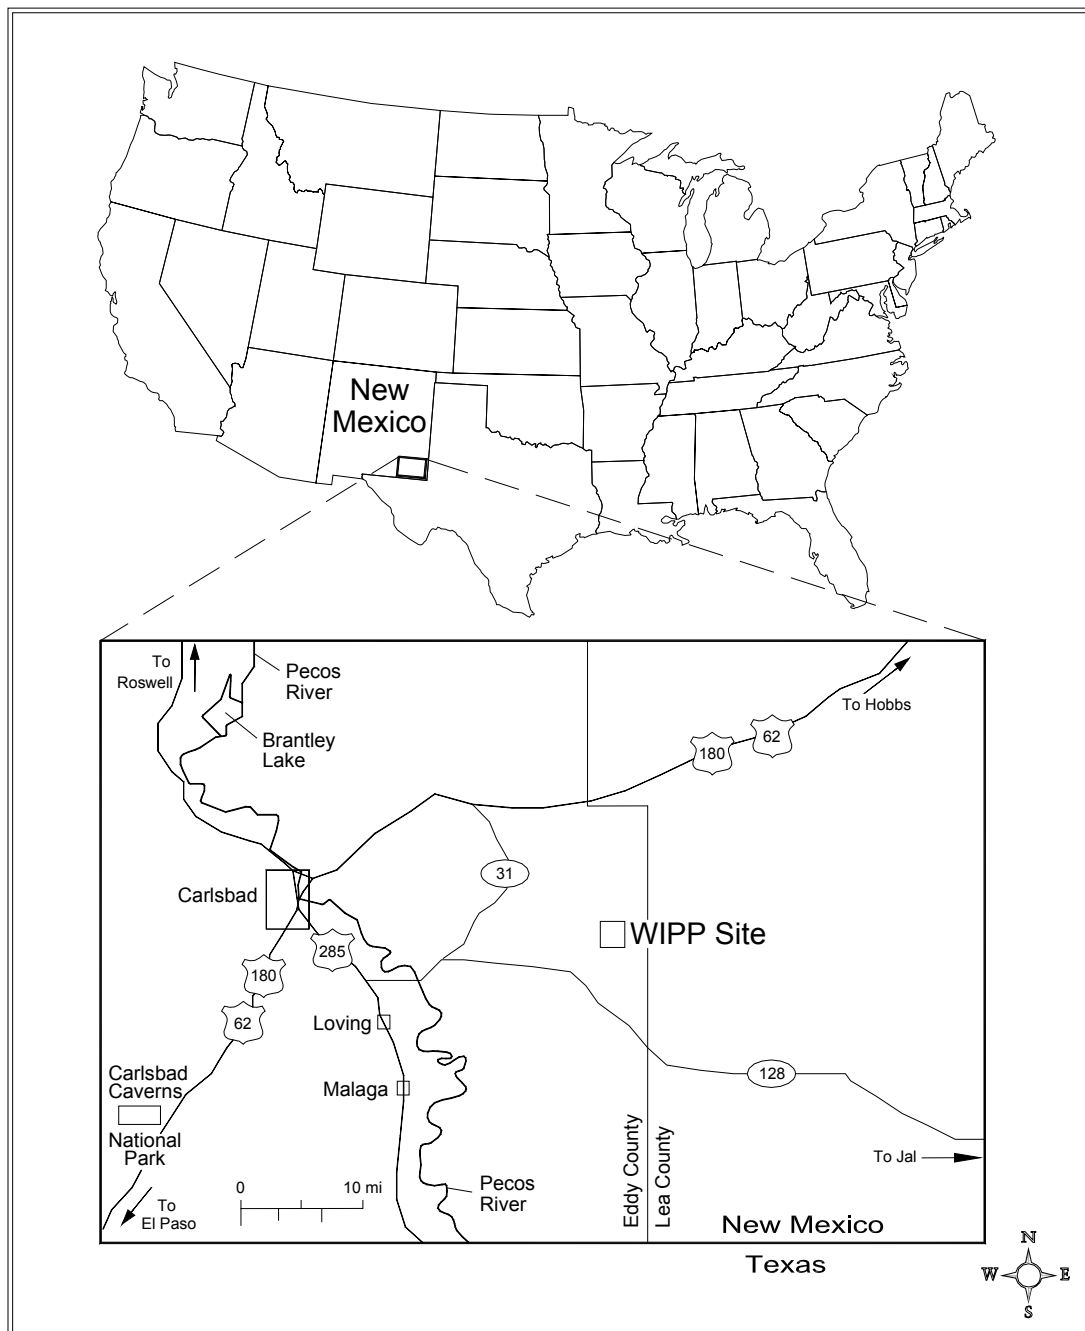 New
Mexico
To
Roswell
Pecos
River
Brantley
Lake
To Hobbs
62
180
31
Carlsbad
WIPP Site
285
180
62
Loving
Carlsbad
Caverns
National
Park
Malaga
128
Eddy County
Lea County
To Jal
0
10 mi
Pecos
River
To
El Paso
New Mexico
Texas
N
W
E
S